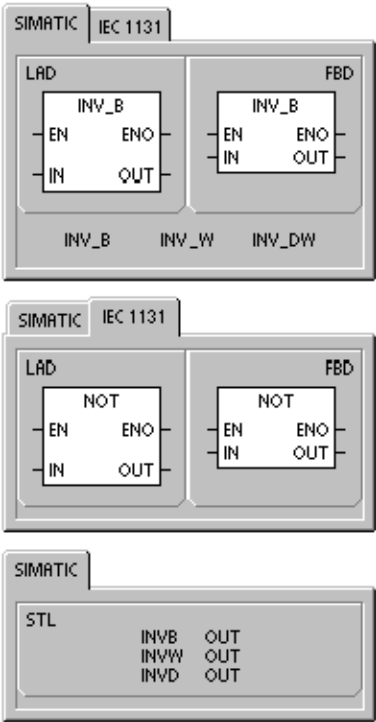 SIMATIC IEC 1131
LAD FBD
INV_B INV_B
EN ENO EN ENO
IN OUT IN OUT
INV_B INV_W INV_DW
SIMATIC IEC 1131
LAD FBD
NOT NOT
EN ENO EN ENO
IN OUT IN OUT
SIMATIC
STL
INVB OUT
INVW OUT
INVD OUT